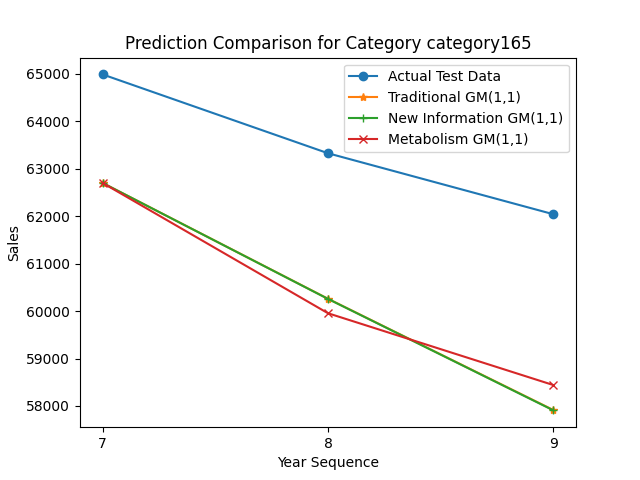 Prediction Comparison for Category category165
65000
64000
63000
62000
61000
60000
59000
58000
Sales
Actual Test Data
Traditional GM(1,1)
New Information GM(1,1)
Metabolism GM(1,1)
7
8
9
Year Sequence